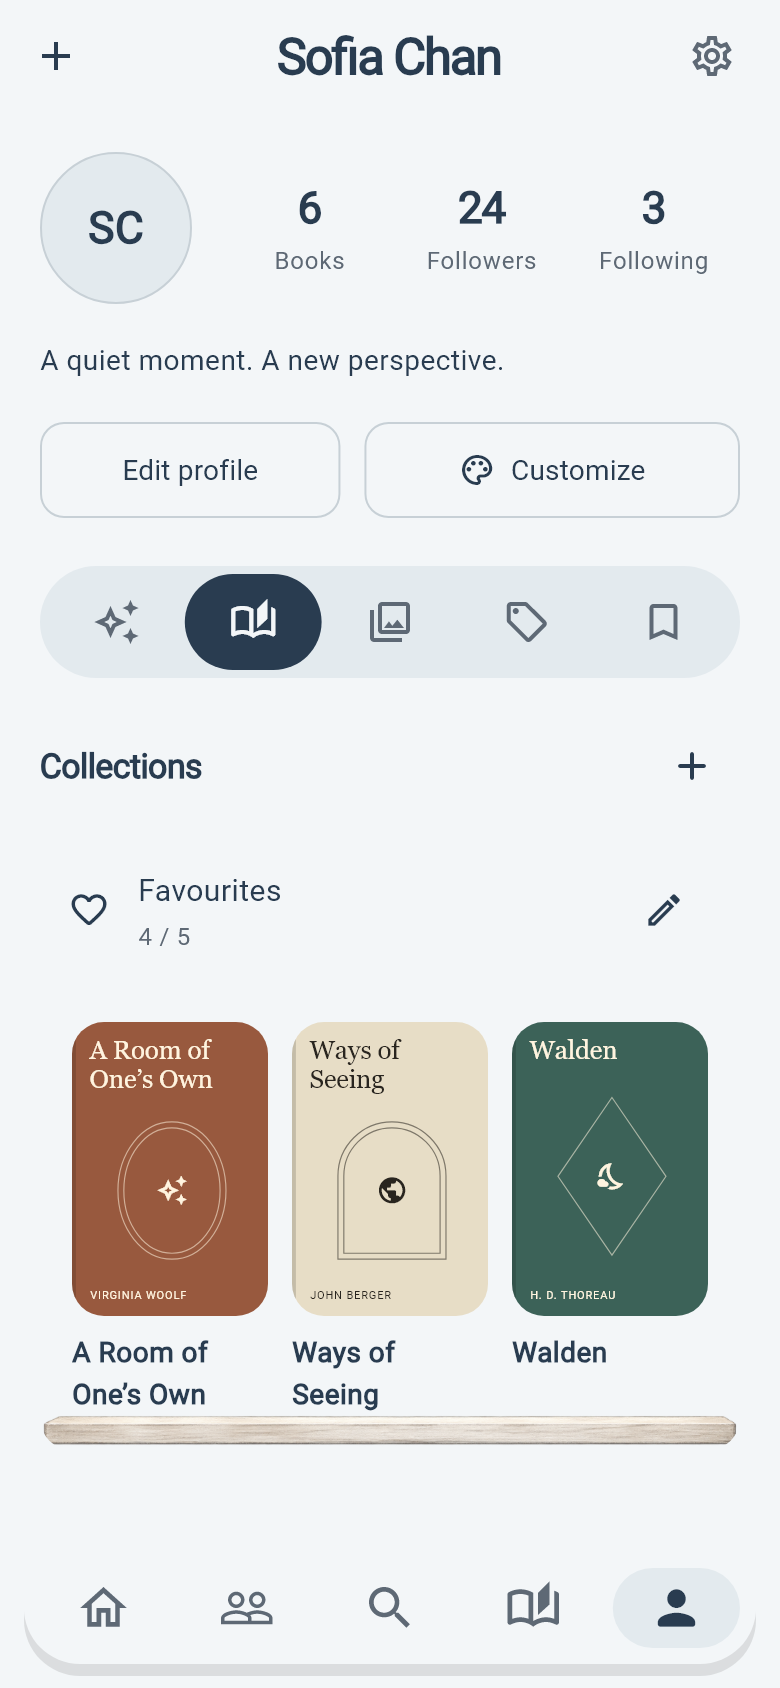 Sofia Chan
SC
6
24
3
Books
Followers
Following
A quiet moment. A new perspective.
Edit profile
Customize
Collections
Favourites
4 / 5
A Room of
One’s Own
VIRGINIA WOOLF
Ways of
Seeing
JOHN BERGER
Walden
H. D. THOREAU
A Room of
One’s Own
Ways of
Seeing
Walden